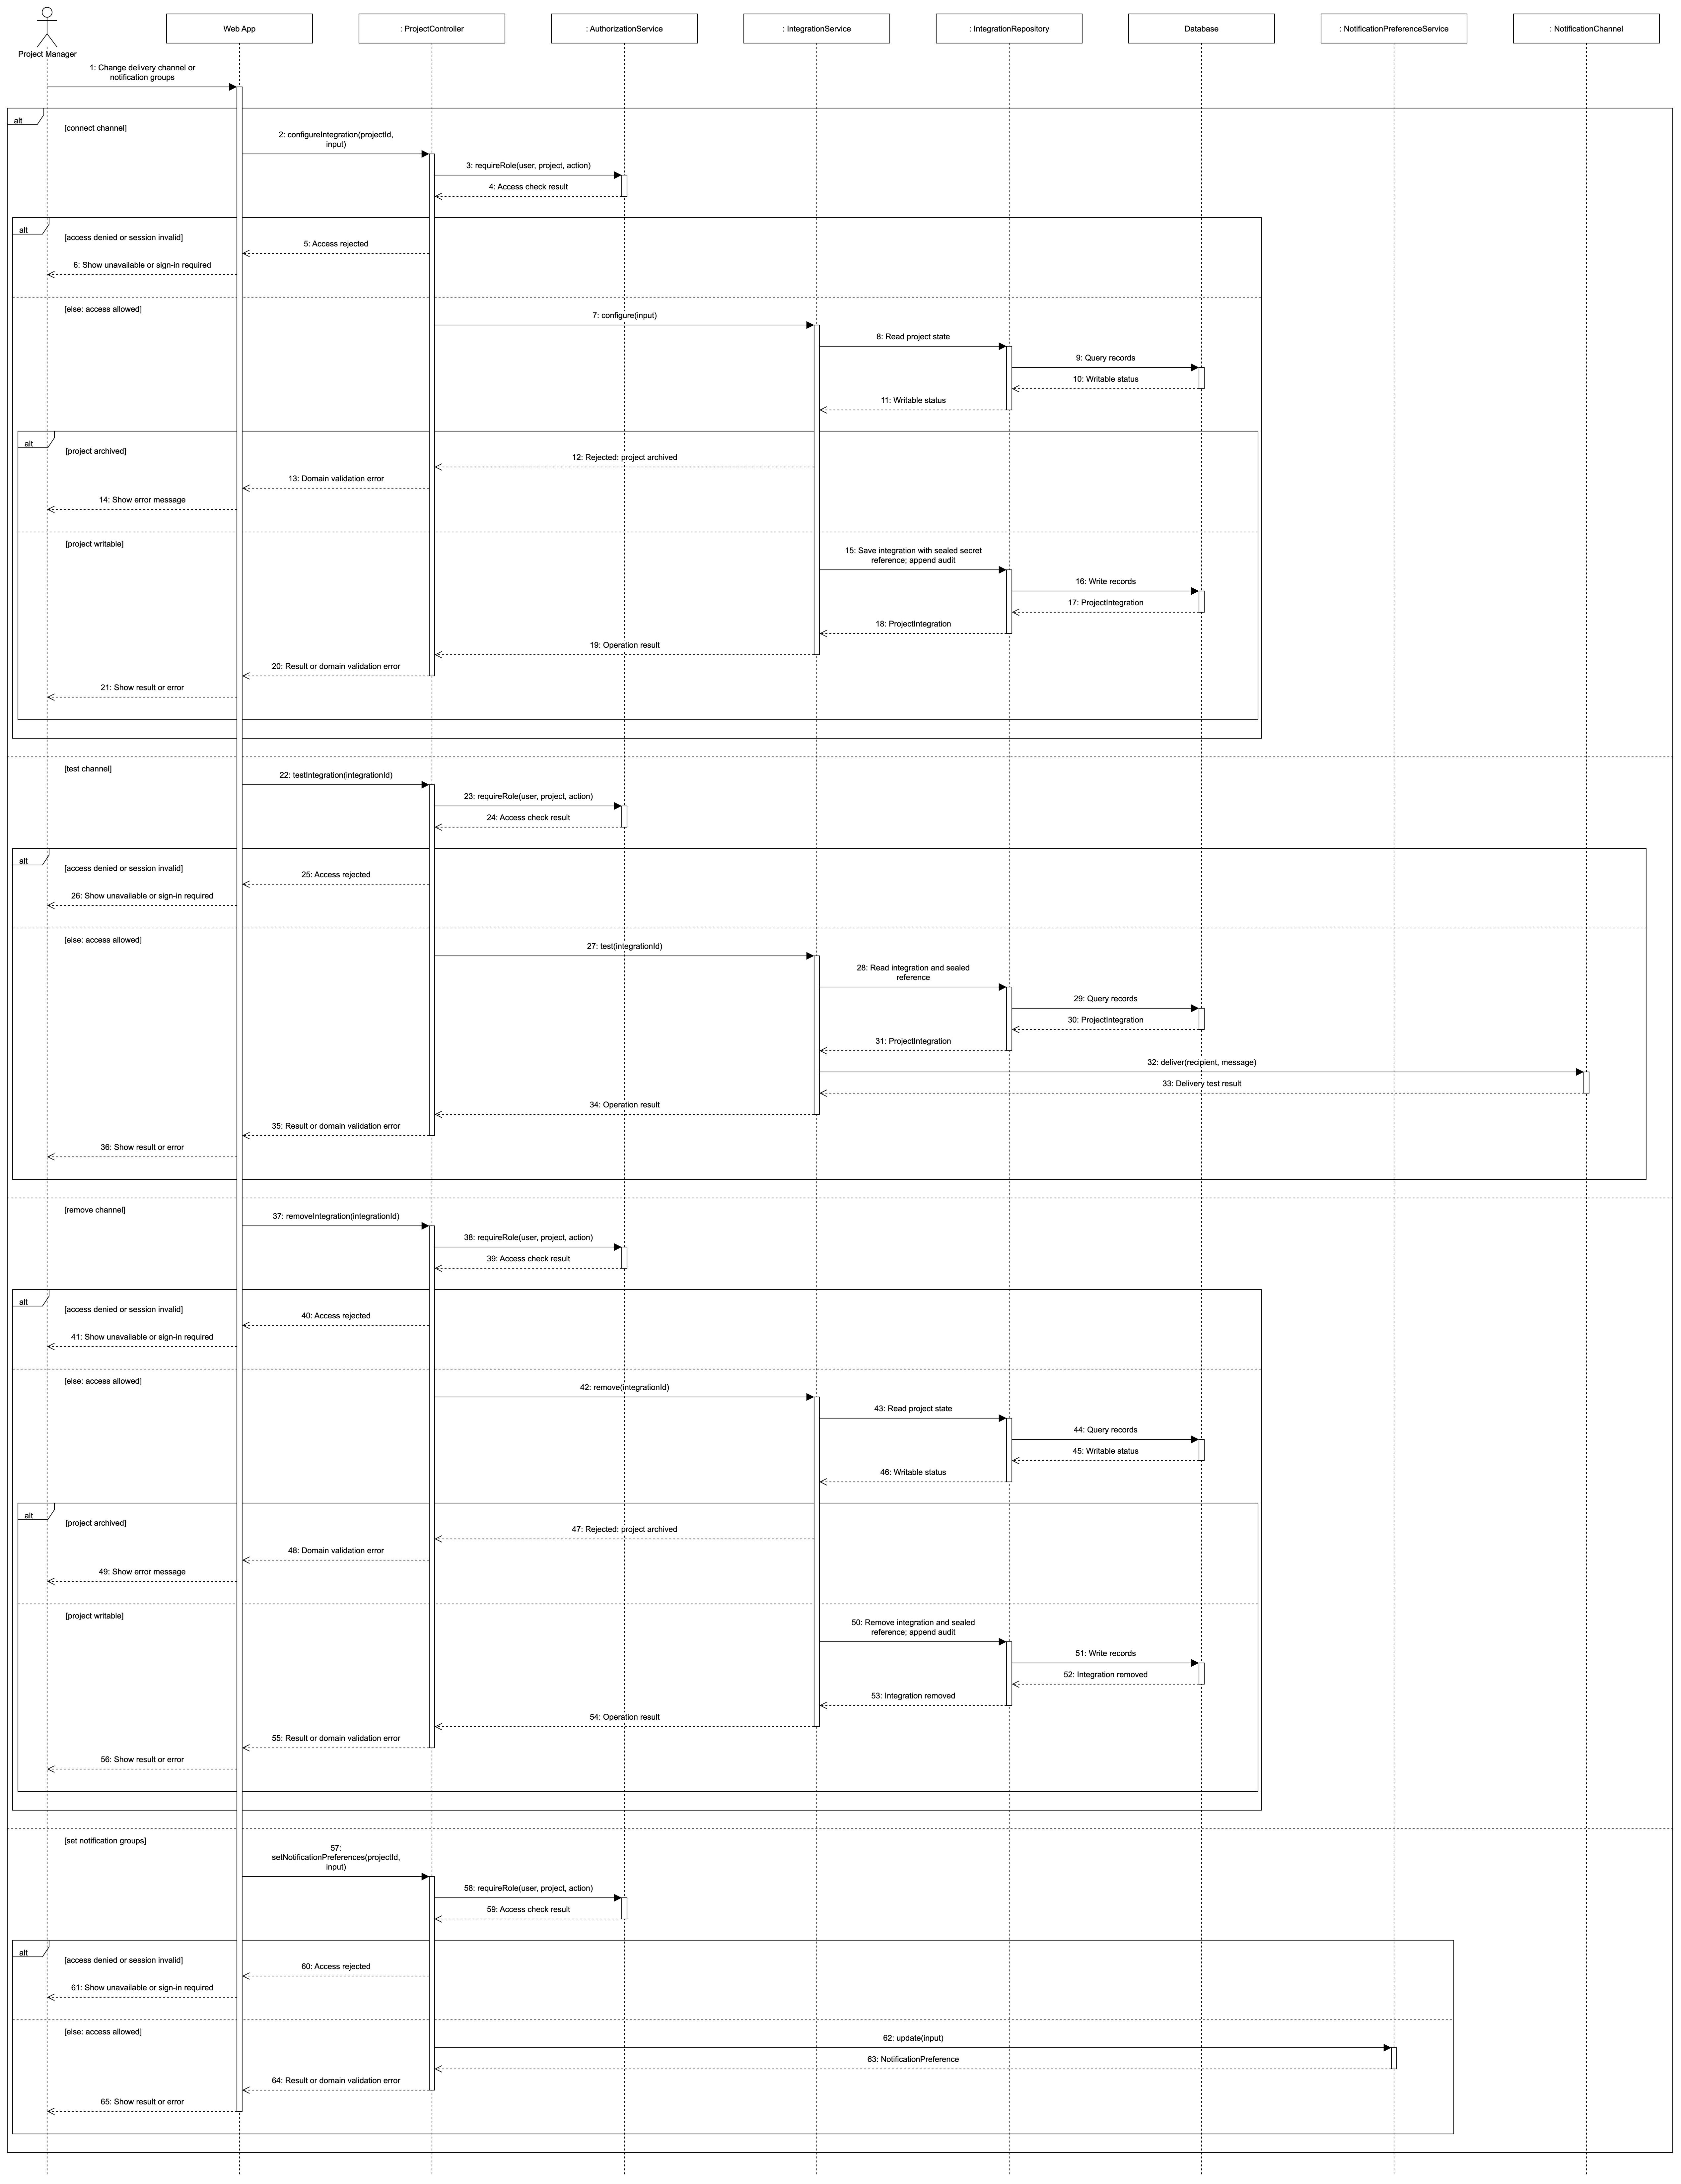 Project Manager
Web App
: ProjectController
: AuthorizationService
: IntegrationService
: IntegrationRepository
Database
: NotificationPreferenceService
: NotificationChannel
1: Change delivery channel or
notification groups
alt
[connect channel]
2: configureIntegration(projectId,
input)
3: requireRole(user, project, action)
4: Access check result
alt
[access denied or session invalid]
5: Access rejected
6: Show unavailable or sign-in required
[else: access allowed]
7: configure(input)
8: Read project state
9: Query records
10: Writable status
11: Writable status
alt
[project archived]
12: Rejected: project archived
13: Domain validation error
14: Show error message
[project writable]
15: Save integration with sealed secret
reference; append audit
16: Write records
17: ProjectIntegration
18: ProjectIntegration
19: Operation result
20: Result or domain validation error
21: Show result or error
[test channel]
22: testIntegration(integrationId)
23: requireRole(user, project, action)
24: Access check result
alt
[access denied or session invalid]
25: Access rejected
26: Show unavailable or sign-in required
[else: access allowed]
27: test(integrationId)
28: Read integration and sealed
reference
29: Query records
30: ProjectIntegration
31: ProjectIntegration
32: deliver(recipient, message)
33: Delivery test result
34: Operation result
35: Result or domain validation error
36: Show result or error
[remove channel]
37: removeIntegration(integrationId)
38: requireRole(user, project, action)
39: Access check result
alt
[access denied or session invalid]
40: Access rejected
41: Show unavailable or sign-in required
[else: access allowed]
42: remove(integrationId)
43: Read project state
44: Query records
45: Writable status
46: Writable status
alt
[project archived]
47: Rejected: project archived
48: Domain validation error
49: Show error message
[project writable]
50: Remove integration and sealed
reference; append audit
51: Write records
52: Integration removed
53: Integration removed
54: Operation result
55: Result or domain validation error
56: Show result or error
[set notification groups]
57:
setNotificationPreferences(projectId,
input)
58: requireRole(user, project, action)
59: Access check result
alt
[access denied or session invalid]
60: Access rejected
61: Show unavailable or sign-in required
[else: access allowed]
62: update(input)
63: NotificationPreference
64: Result or domain validation error
65: Show result or error